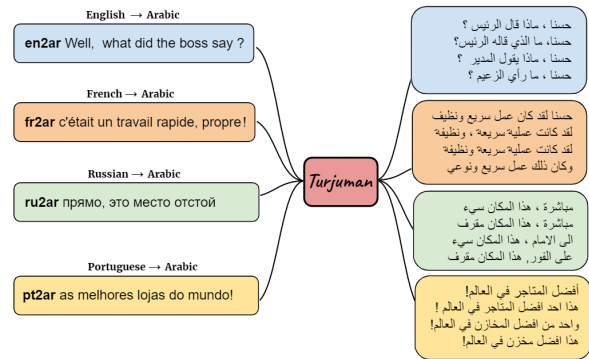 English → Arabic
en2ar Well, what did the boss say ?
French → Arabic
fr2ar c'était un travail rapide, propre!
Russian → Arabic
ru2ar прямо, это место отстой
Portuguese → Arabic
pt2ar as melhores lojas do mundo!
Turjuman
حسنا ، ماذا قال الرئيس ؟
حسنا، ما الذي قاله الرئيس؟
حسنا ، ماذا يقول المدير ؟
حسنا ، ما رأي الزعيم ؟
حسنا لقد كان عمل سريع ونظيف
لقد كانت عملية سريعة ، ونظيفة
لقد كانت عملية سريعة ونظيفة
وكان ذلك عمل سريع ونوعي
مباشرة ، هذا المكان سيء
مباشرة ، هذا المكان مقرف
الى الامام ، هذا المكان سيء
على الفور, هذا المكان مقرف
أفضل المتاجر في العالم!
هذا احد افضل المتاجر في العالم !
واحد من افضل المخازن في العالم!
هذا افضل مخزن في العالم!